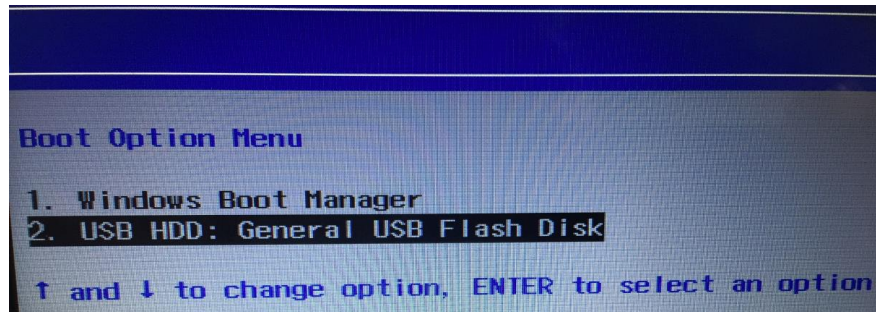 Boot Option Menu
1. Windows Boot Manager
2. USB HDD: General USB Flash Disk
↑ and ↓ to change option, ENTER to select an option